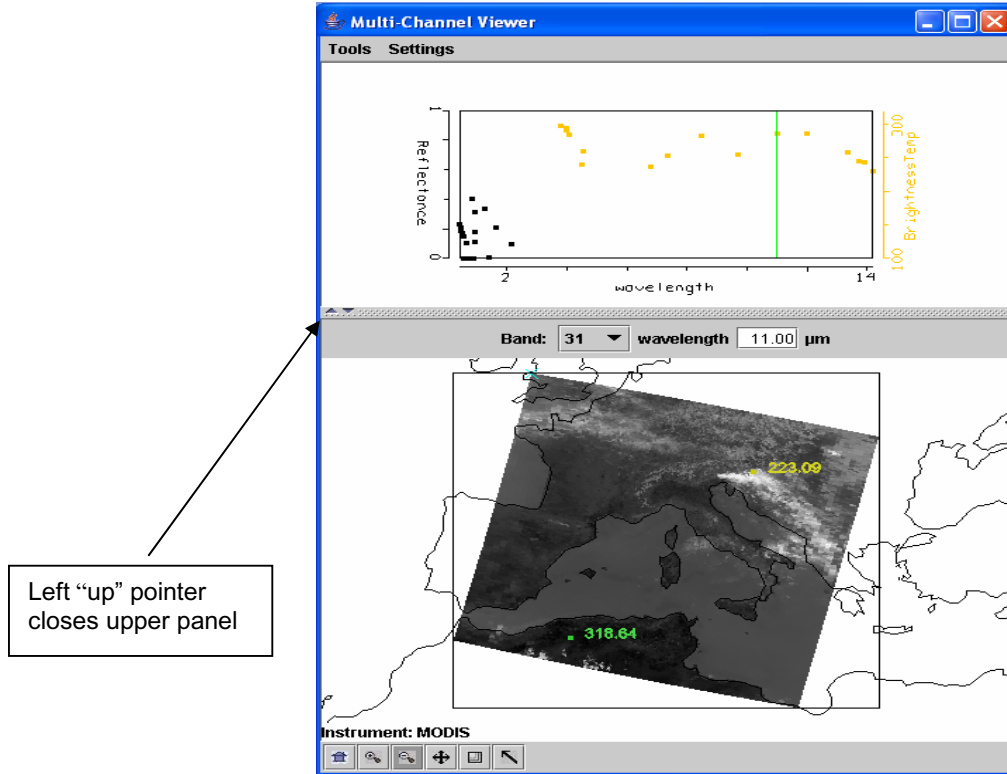 Multi-Channel Viewer
Tools Settings
1
Reflectance
0
300
BrightnessTemp
100
2
14
wavelength
Band: 31 wavelength 11.00 µm
223.09
318.64
Left “up” pointer
closes upper panel
Instrument: MODIS